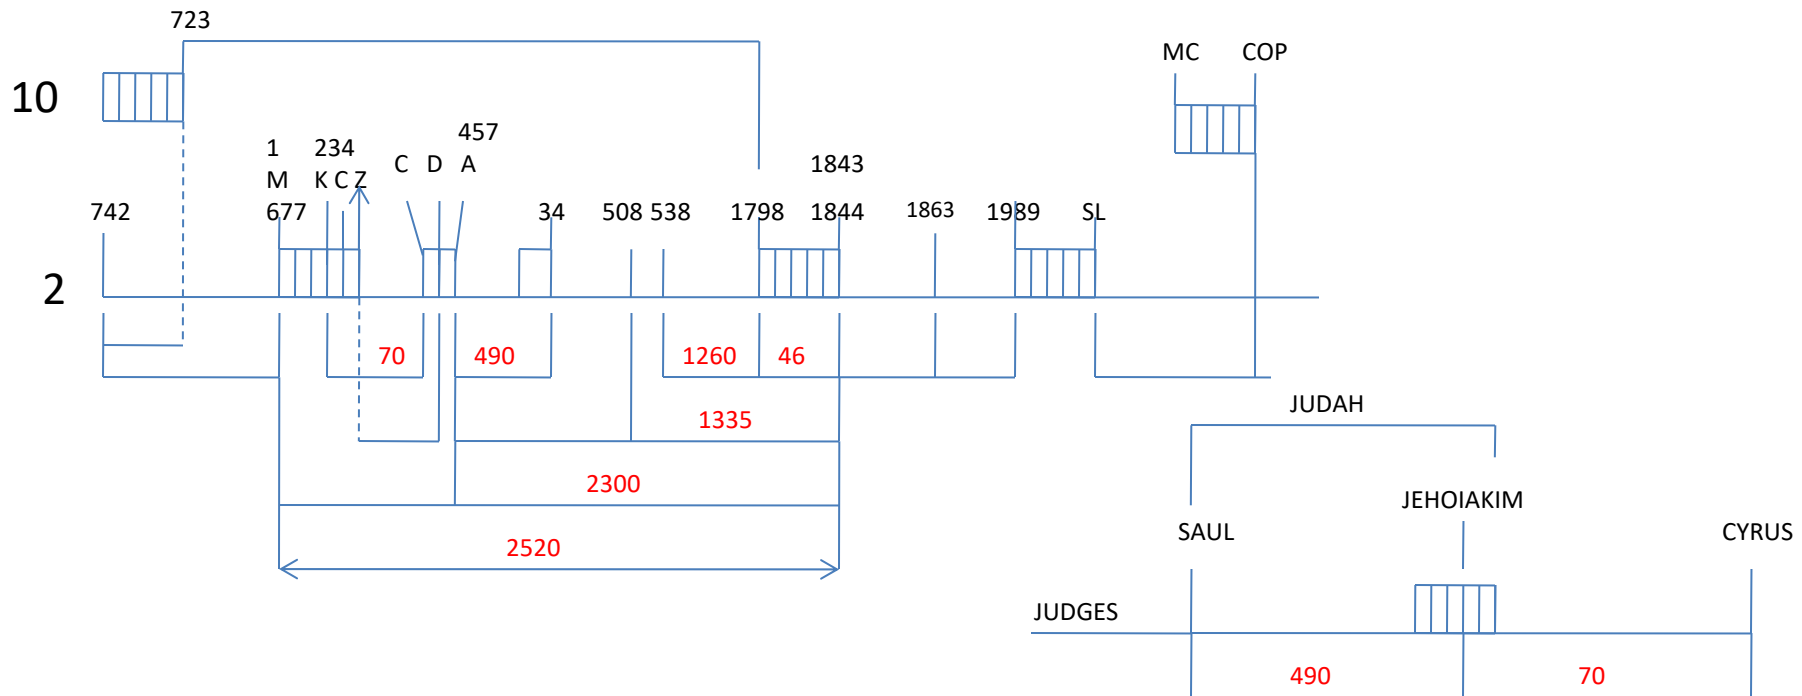 723
MC COP
10
457
1 234 C D A 1843
M K C Z
742 677 34 508 538 1798 1844 1863 1989 SL
2
70 490 1260 46
JUDAH
1335
2300
JEHOIAKIM
SAUL CYRUS
2520
JUDGES
490 70